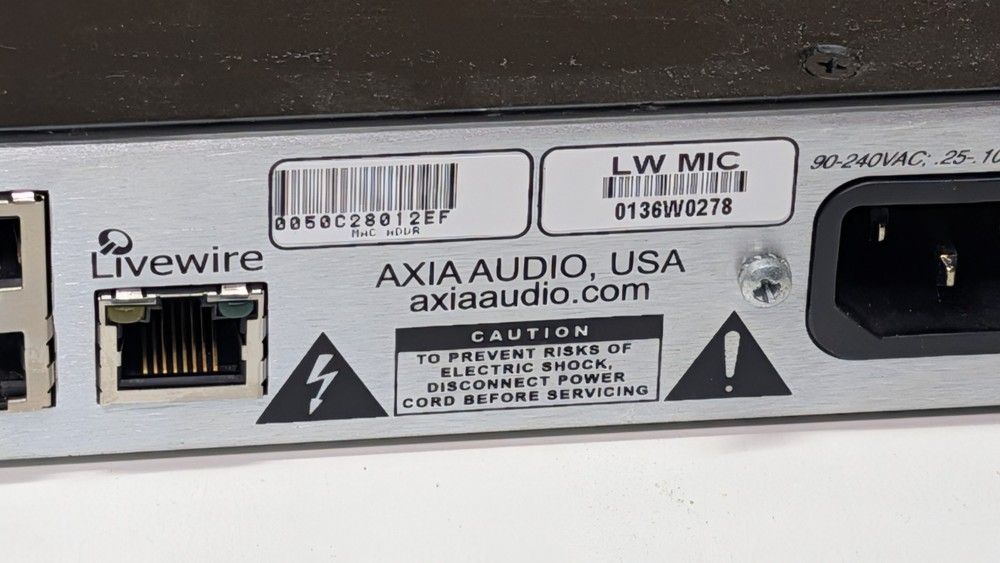 0050C28012EF
MAC ADDR
LW MIC
0136W0278
90-240VAC; .25-.10
Livewire
AXIA AUDIO, USA
axiaaudio.com
CAUTION
TO PREVENT RISKS OF
ELECTRIC SHOCK,
DISCONNECT POWER
CORD BEFORE SERVICING